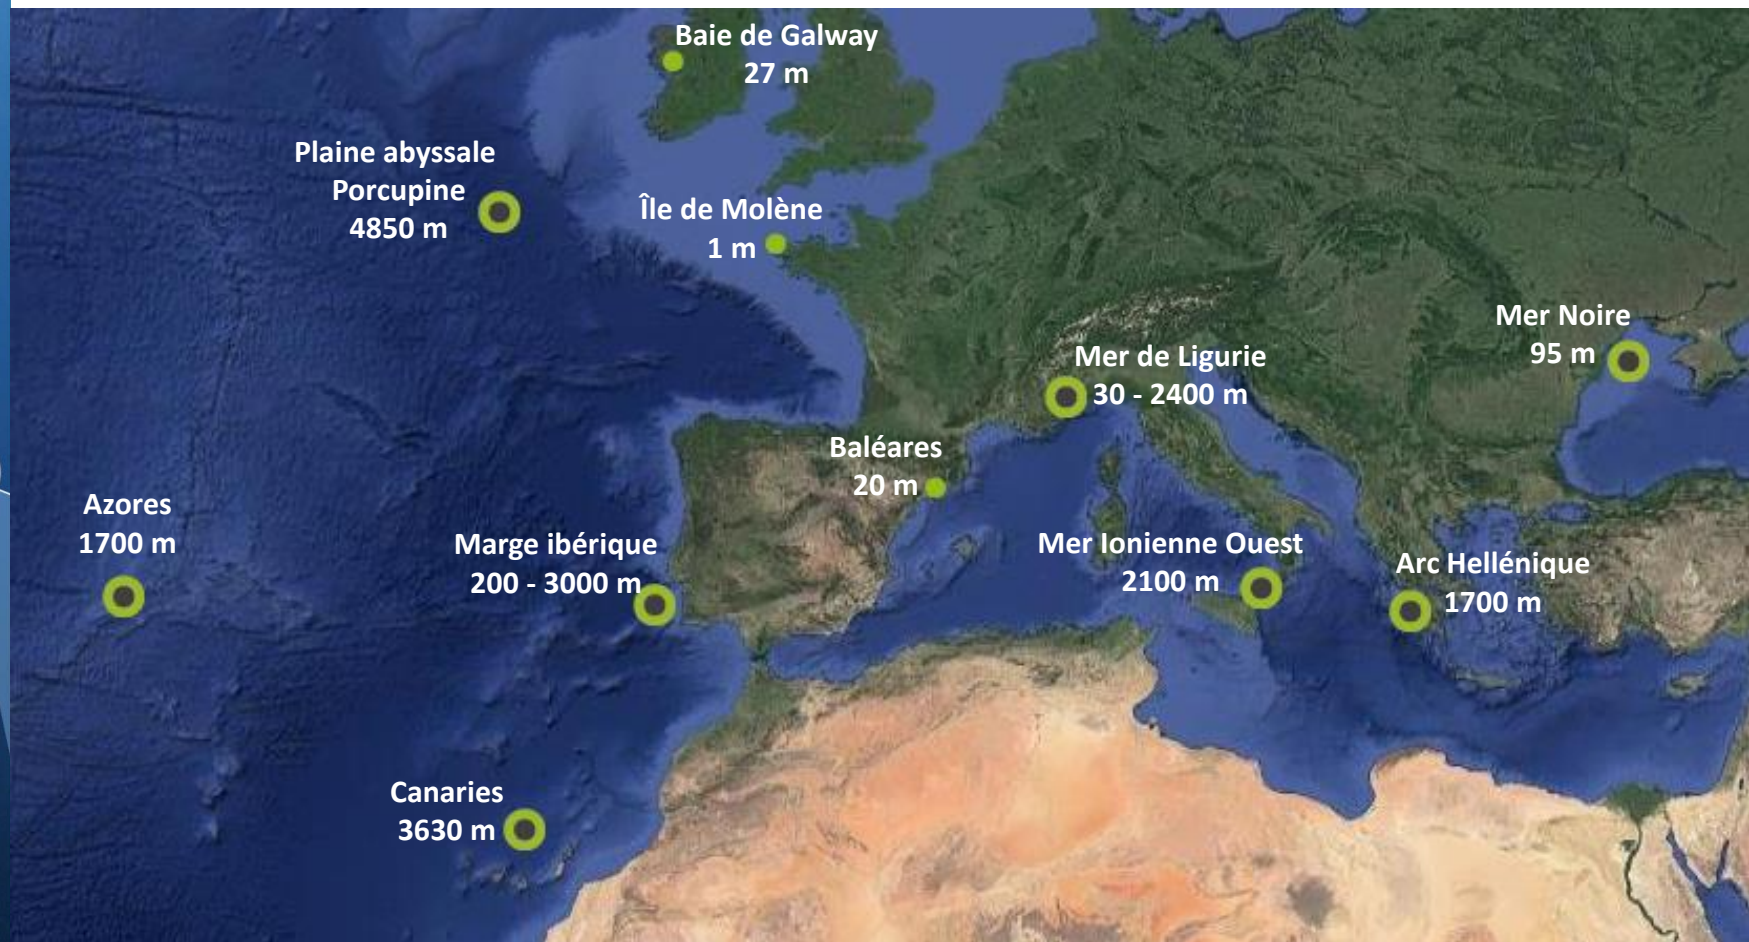 Baie de Galway
27 m
Plaine abyssale
Porcupine
4850 m
Île de Molène
1 m
Mer Noire
95 m
Mer de Ligurie
30 - 2400 m
Baléares
20 m
Azores
1700 m
Marge ibérique
200 - 3000 m
Mer Ionienne Ouest
2100 m
Arc Hellénique
1700 m
Canaries
3630 m